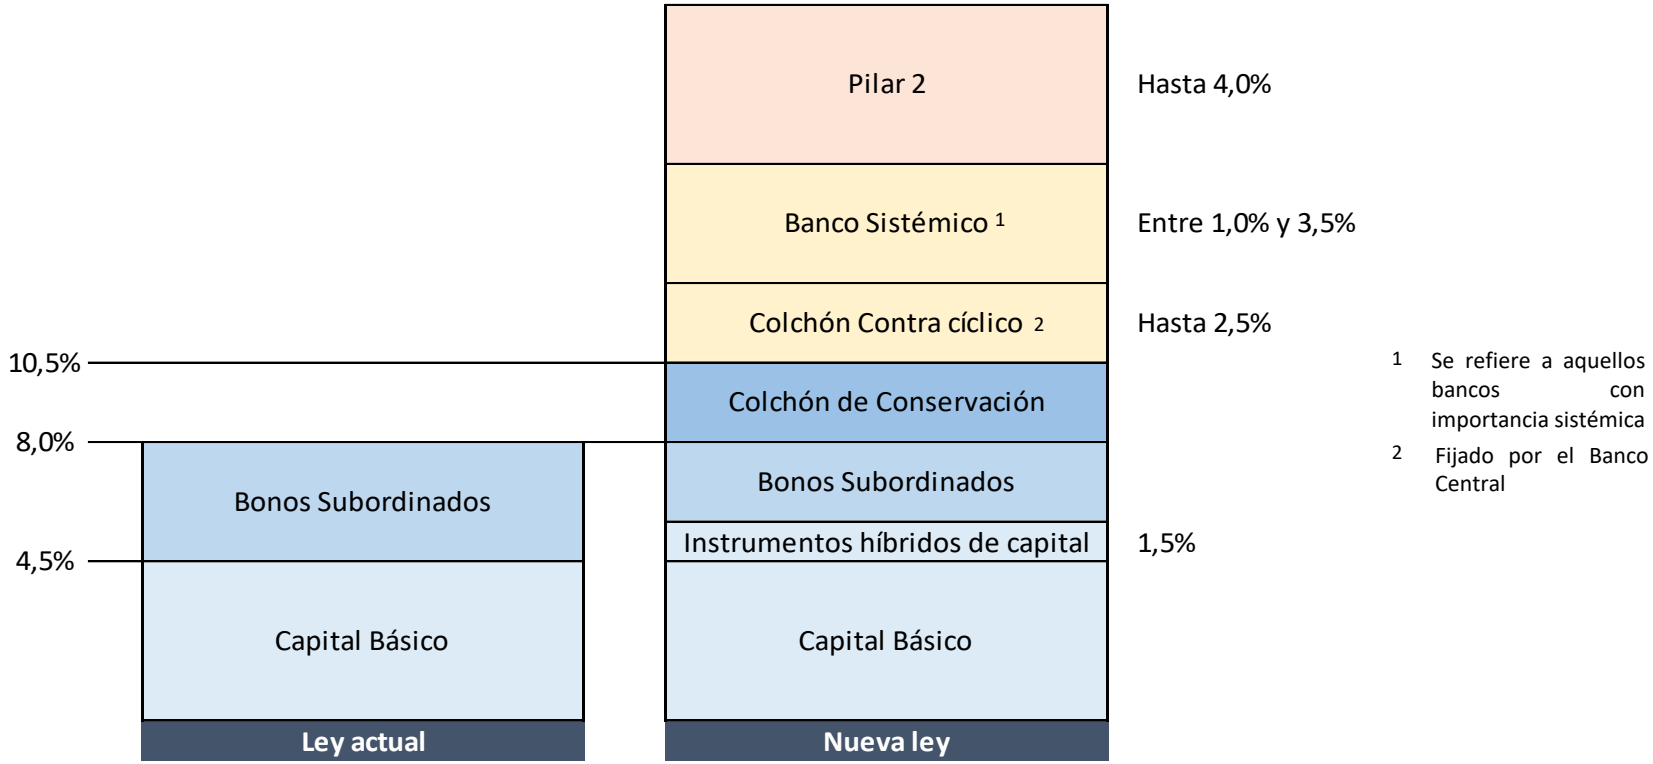 Pilar 2
Hasta 4,0%
Banco Sistémico 1
Entre 1,0% y 3,5%
Colchón Contra cíclico 2
Hasta 2,5%
10,5%
Colchón de Conservación
8,0%
Bonos Subordinados
Bonos Subordinados
Instrumentos híbridos de capital
1,5%
4,5%
Capital Básico
Capital Básico
Ley actual
Nueva ley
1 Se refiere a aquellos
bancos con
importancia sistémica
2 Fijado por el Banco
Central